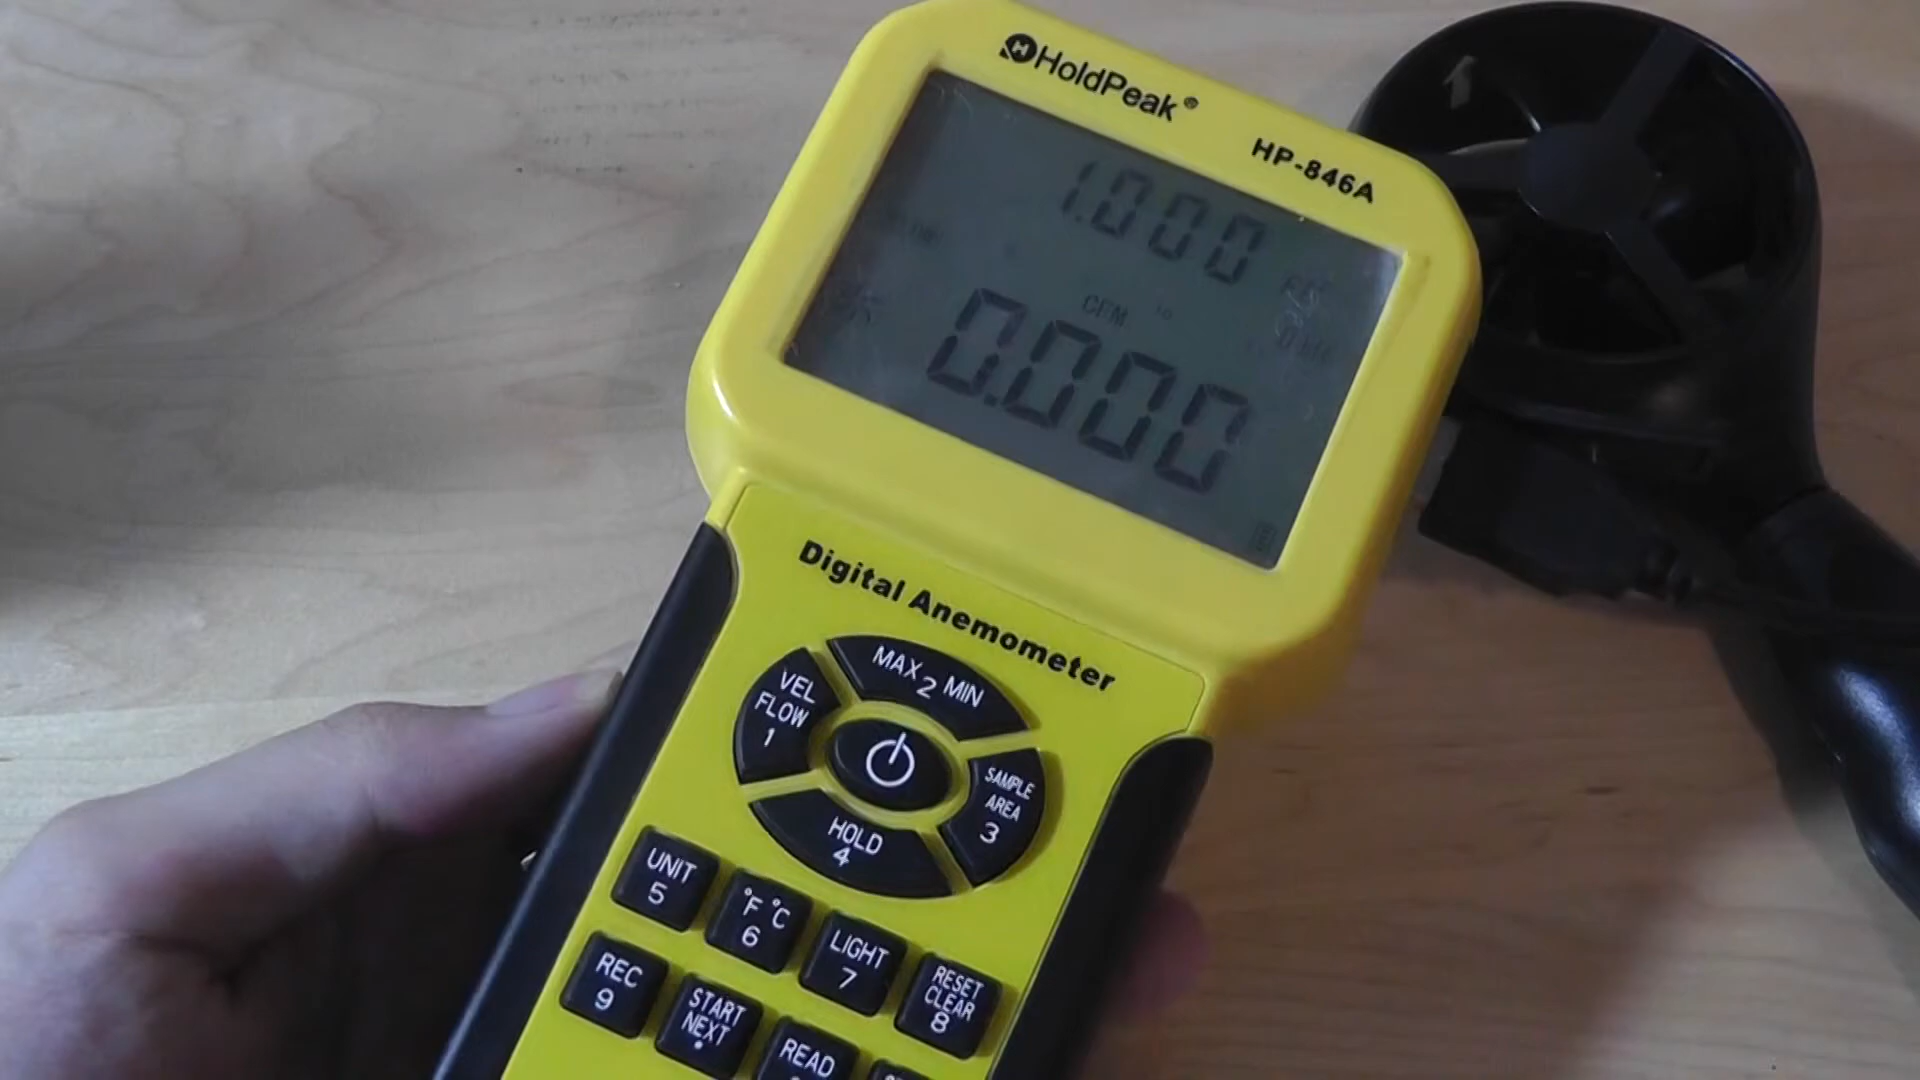 HoldPeak®
HP-846A
1.000
CFM
0.000
Digital Anemometer
MAX 2 MIN
VEL
FLOW
1
SAMPLE
AREA
3
HOLD
4
UNIT
5
°F °C
6
LIGHT
7
RESET
CLEAR
8
REC
9
START
NEXT
.
READ